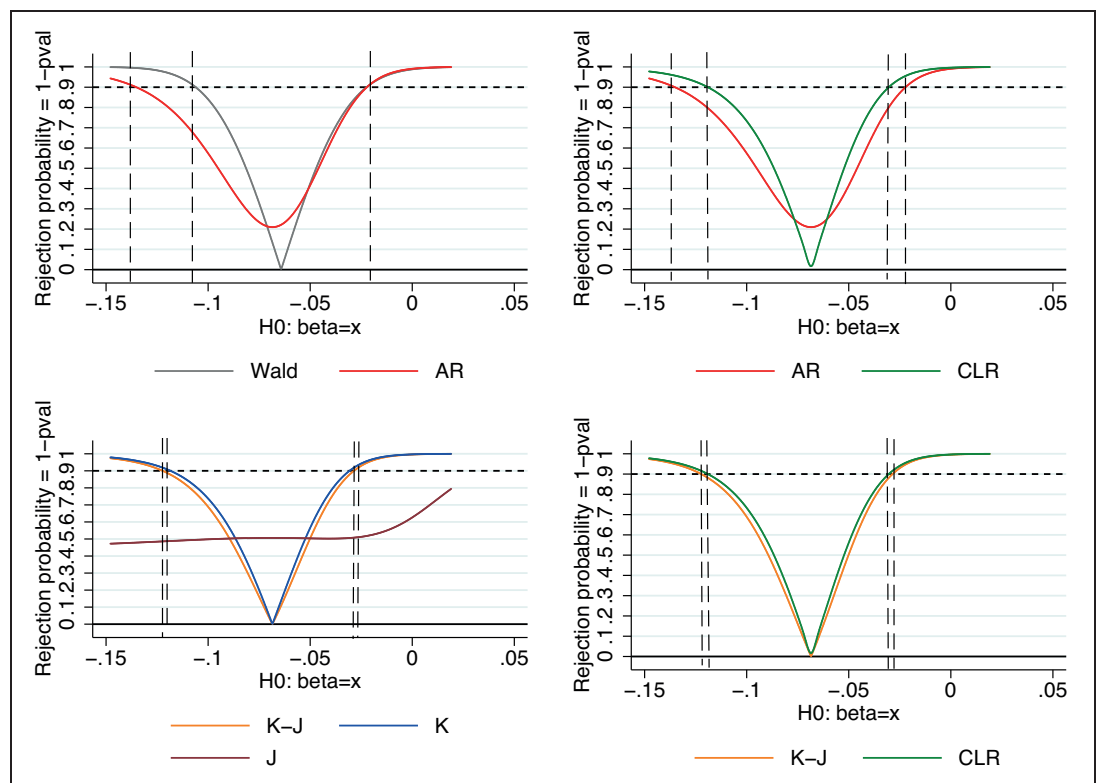 Rejection probability = 1−pval
0 .1 .2 .3 .4 .5 .6 .7 .8 .9 1
−.15 −.1 −.05 0 .05
H0: beta=x
Wald AR
Rejection probability = 1−pval
0 .1 .2 .3 .4 .5 .6 .7 .8 .9 1
−.15 −.1 −.05 0 .05
H0: beta=x
AR CLR
Rejection probability = 1−pval
0 .1 .2 .3 .4 .5 .6 .7 .8 .9 1
−.15 −.1 −.05 0 .05
H0: beta=x
K−J K
J
Rejection probability = 1−pval
0 .1 .2 .3 .4 .5 .6 .7 .8 .9 1
−.15 −.1 −.05 0 .05
H0: beta=x
K−J CLR